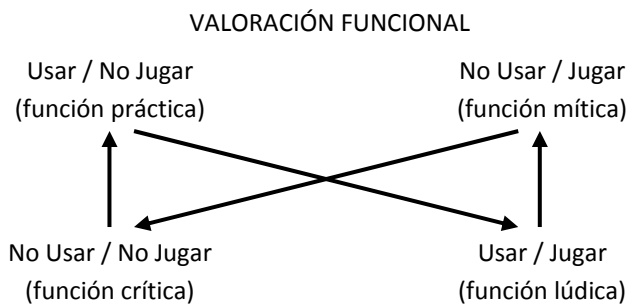 VALORACIÓN FUNCIONAL
Usar / No Jugar
(función práctica)
No Usar / Jugar
(función mítica)
No Usar / No Jugar
(función crítica)
Usar / Jugar
(función lúdica)